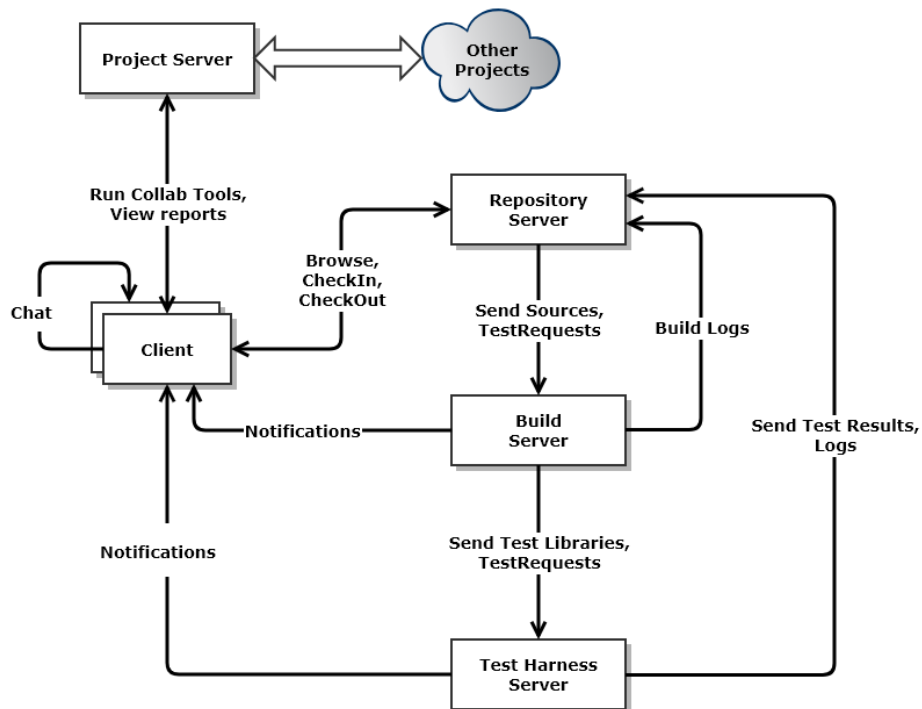 Project Server
Other
Projects
Run Collab Tools,
View reports
Repository
Server
Browse,
CheckIn,
CheckOut
Chat
Send Sources,
TestRequests
Build Logs
Client
Build
Server
Notifications
Send Test Results,
Logs
Notifications
Send Test Libraries,
TestRequests
Test Harness
Server